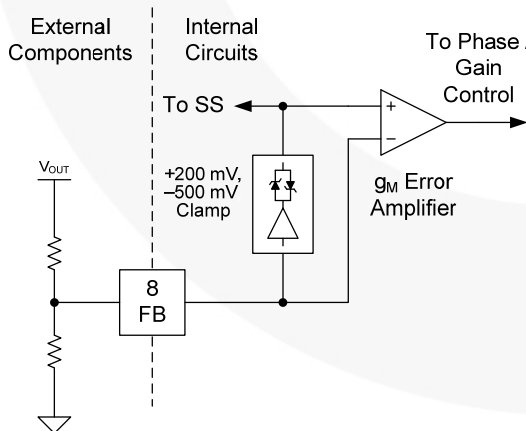 External
Components
Internal
Circuits
To Phase
Gain
Control
To SS
+
−
+200 mV,
–500 mV
Clamp
gM Error
Amplifier
VOUT
8
FB